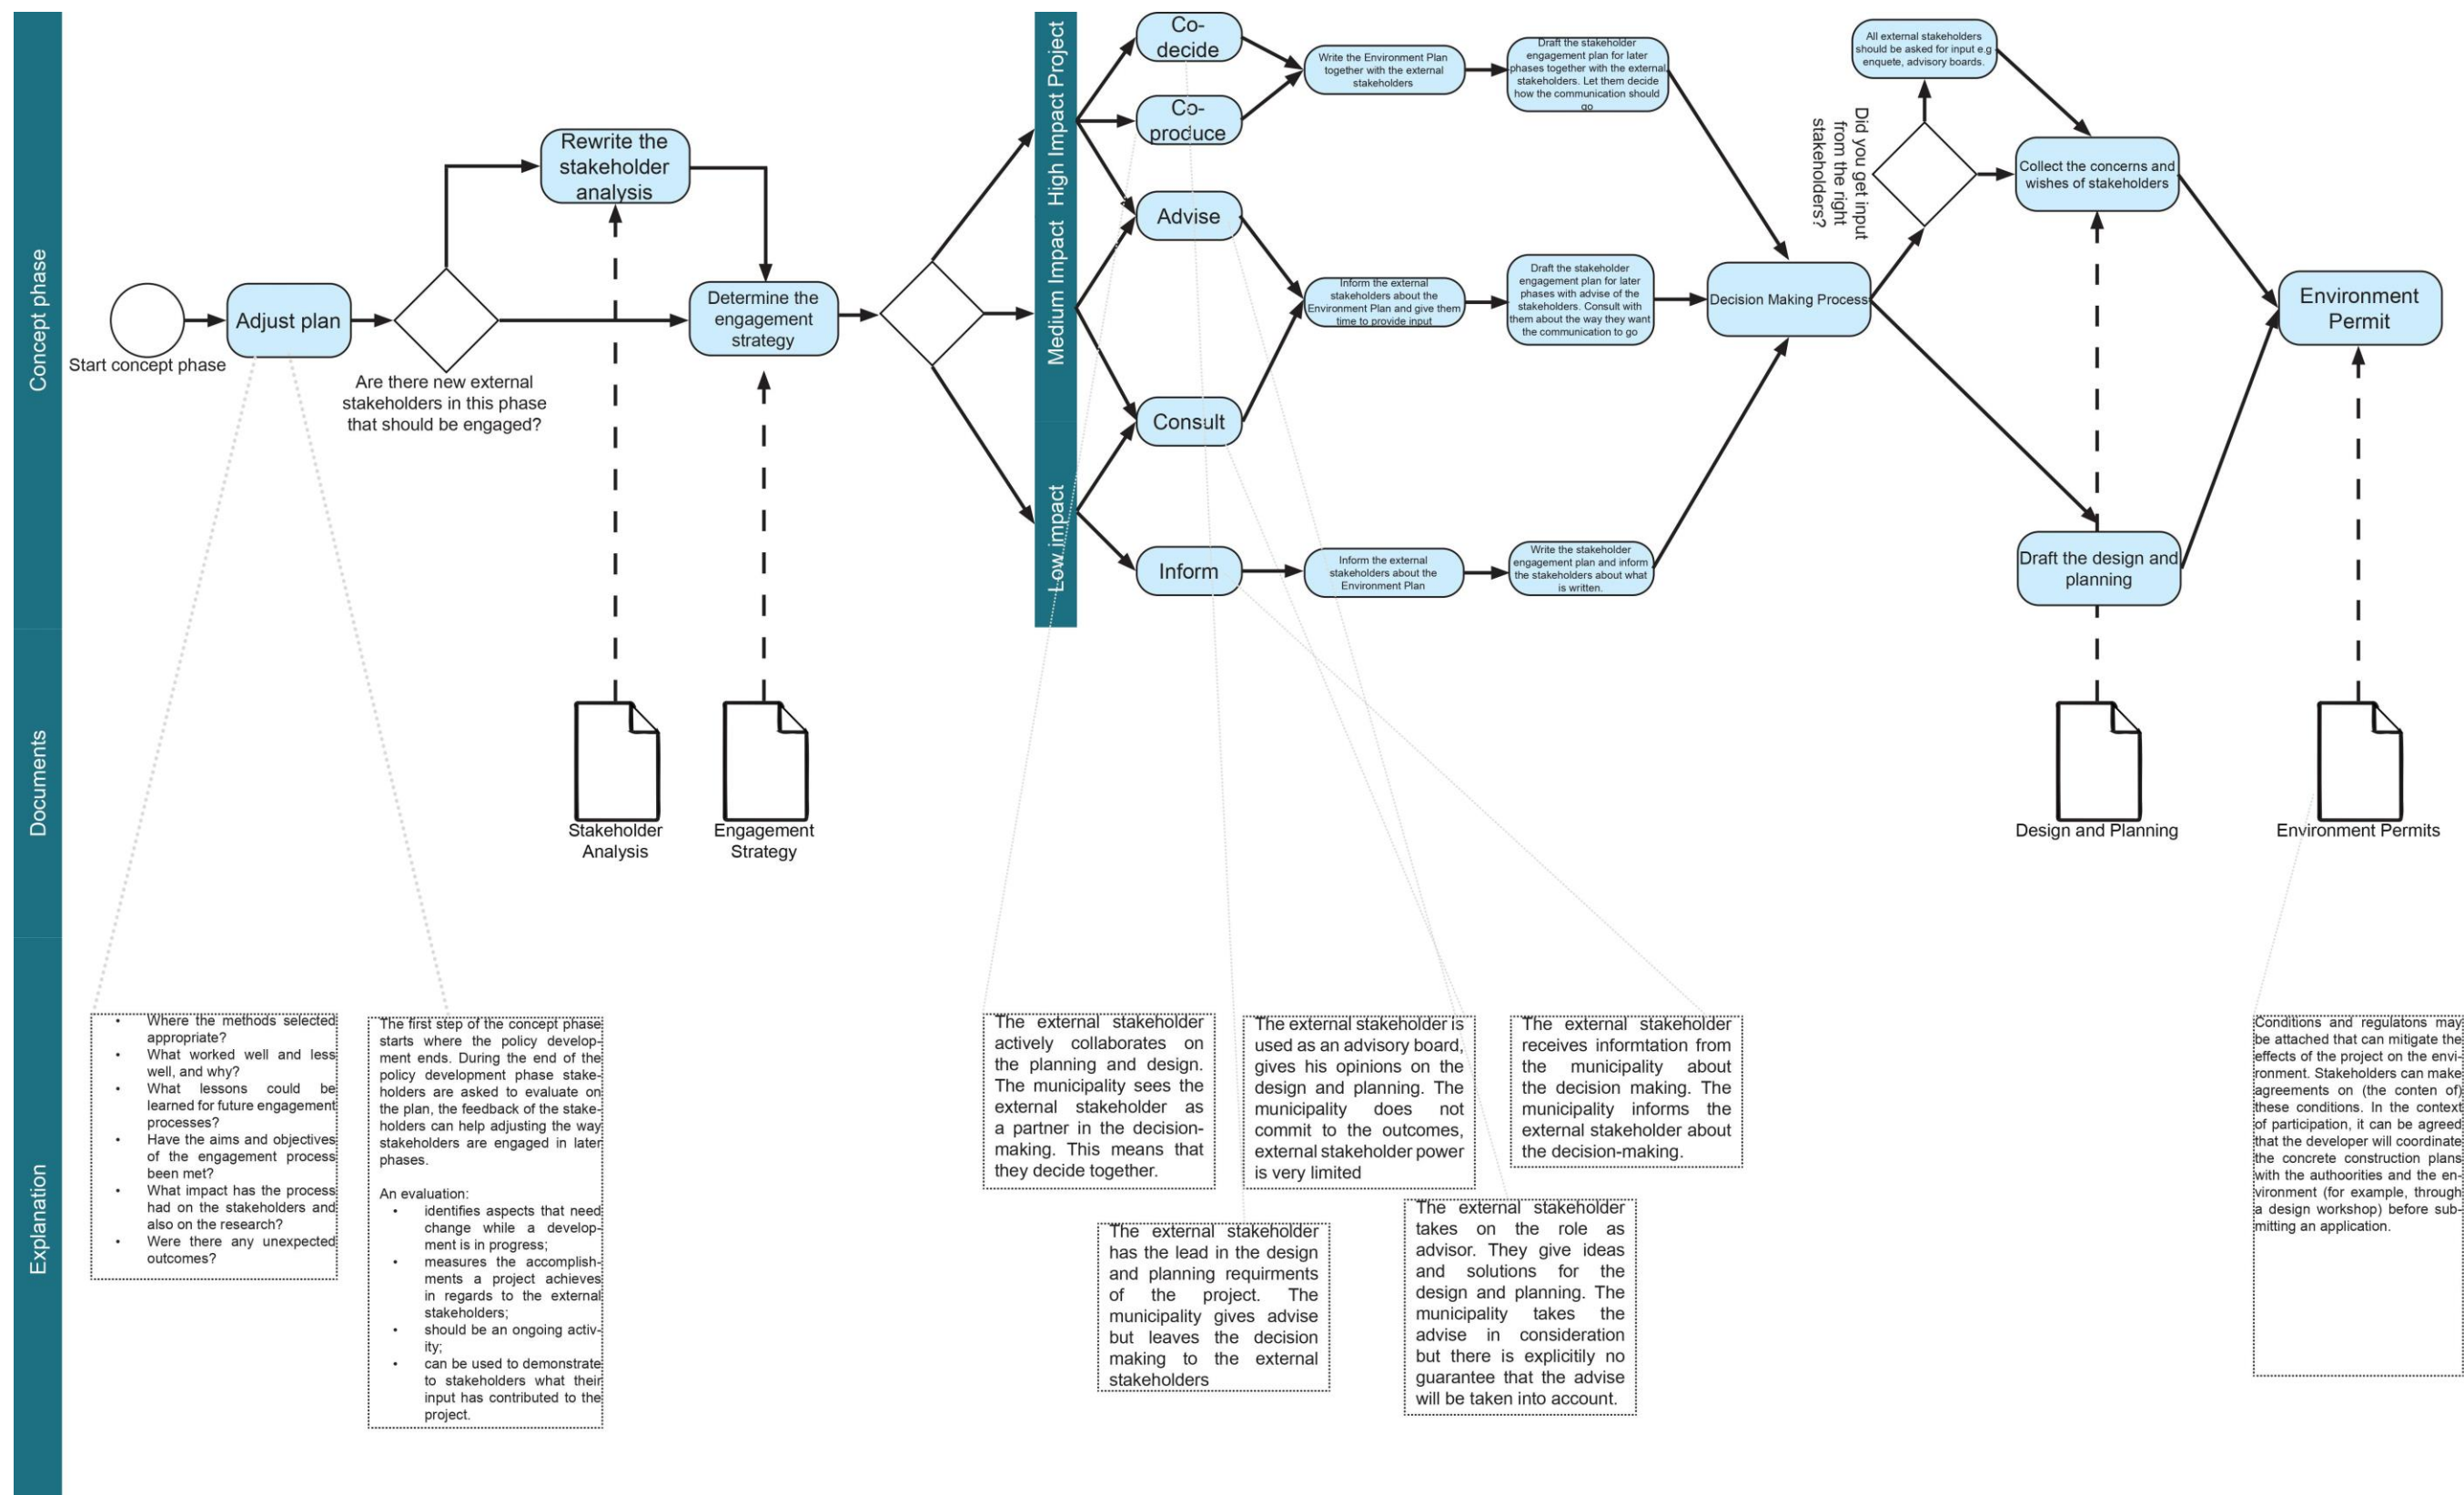 Concept phase
Documents
Explanation
Start concept phase
Adjust plan
Are there new external
stakeholders in this phase
that should be engaged?
Rewrite the
stakeholder
analysis
Determine the
engagement
strategy
High Impact Project
Medium Impact
Low impact
Co-
decide
Co-
produce
Advise
Consult
Inform
Write the Environment Plan
together with the external
stakeholders
Draft the stakeholder
engagement plan for later
phases together with the external
stakeholders. Let them decide
how the communication should
go
Inform the external
stakeholders about the
Environment Plan and give them
time to provide input
Draft the stakeholder
engagement plan for later
phases with advise of the
stakeholders. Consult with
them about the way they want
the communication to go
Inform the external
stakeholders about the
Environment Plan
Write the stakeholder
engagement plan and inform
the stakeholders about what
is written.
Decision Making Process
Did you get input
from the right
stakeholders?
All external stakeholders
should be asked for input e.g
enquete, advisory boards.
Collect the concerns and
wishes of stakeholders
Draft the design and
planning
Environment
Permit
Stakeholder
Analysis
Engagement
Strategy
Design and Planning
Environment Permits
• Where the methods selected
appropriate?
• What worked well and less
well, and why?
• What lessons could be
learned for future engagement
processes?
• Have the aims and objectives
of the engagement process
been met?
• What impact has the process
had on the stakeholders and
also on the research?
• Were there any unexpected
outcomes?
The first step of the concept phase
starts where the policy develop-
ment ends. During the end of the
policy development phase stake-
holders are asked to evaluate on
the plan, the feedback of the stake-
holders can help adjusting the way
stakeholders are engaged in later
phases.
An evaluation:
• identifies aspects that need
change while a develop-
ment is in progress;
• measures the accomplish-
ments a project achieves
in regards to the external
stakeholders;
• should be an ongoing activ-
ity;
• can be used to demonstrate
to stakeholders what their
input has contributed to the
project.
The external stakeholder
actively collaborates on
the planning and design.
The municipality sees the
external stakeholder as
a partner in the decision-
making. This means that
they decide together.
The external stakeholder is
used as an advisory board,
gives his opinions on the
design and planning. The
municipality does not
commit to the outcomes,
external stakeholder power
is very limited
The external stakeholder
receives informtation from
the municipality about
the decision making. The
municipality informs the
external stakeholder about
the decision-making.
The external stakeholder
has the lead in the design
and planning requirments
of the project. The
municipality gives advise
but leaves the decision
making to the external
stakeholders
The external stakeholder
takes on the role as
advisor. They give ideas
and solutions for the
design and planning. The
municipality takes the
advise in consideration
but there is explicitily no
guarantee that the advise
will be taken into account.
Conditions and regulatons may
be attached that can mitigate the
effects of the project on the envi-
ronment. Stakeholders can make
agreements on (the conten of)
these conditions. In the context
of participation, it can be agreed
that the developer will coordinate
the concrete construction plans
with the authoorities and the en-
vironment (for example, through
a design workshop) before sub-
mitting an application.